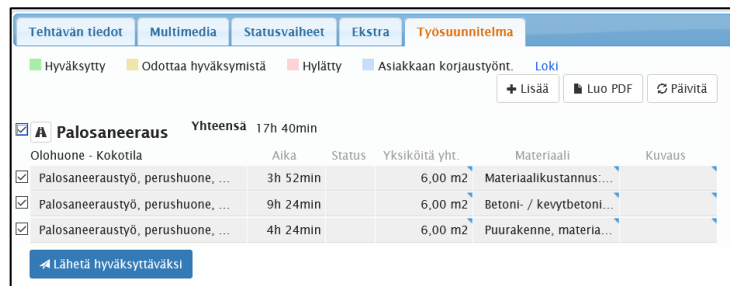 Tehtävän tiedot Multimedia Statusvaiheet Ekstra Työsuunnitelma
Hyväksytty Odottaa hyväksymistä Hylätty Asiakkaan korjaustyönt. Loki
Lisää Luo PDF Päivitä
Palosaneeraus Yhteensä 17h 40min
Olohuone - Kokotila Aika Status Yksiköitä yht. Materiaali Kuvaus
Palosaneeraustyö, perushuone, ... 3h 52min 6,00 m2 Materiaalikustannus:...
Palosaneeraustyö, perushuone, ... 9h 24min 6,00 m2 Betoni- / kevytbetoni...
Palosaneeraustyö, perushuone, ... 4h 24min 6,00 m2 Puurakenne, materia...
Lähetä hyväksyttäväksi